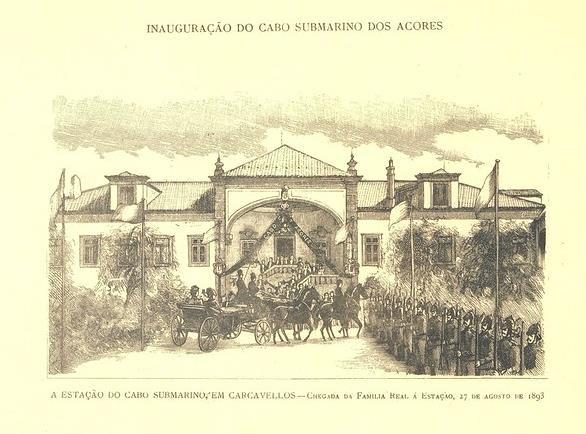 INAUGURAÇÃO DO CABO SUBMARINO DOS AÇORES
A ESTAÇÃO DO CABO SUBMARINO, EM CARCAVELLOS—CHEGADA DA FAMILIA REAL Á ESTAÇÃO, 27 DE AGOSTO DE 1893